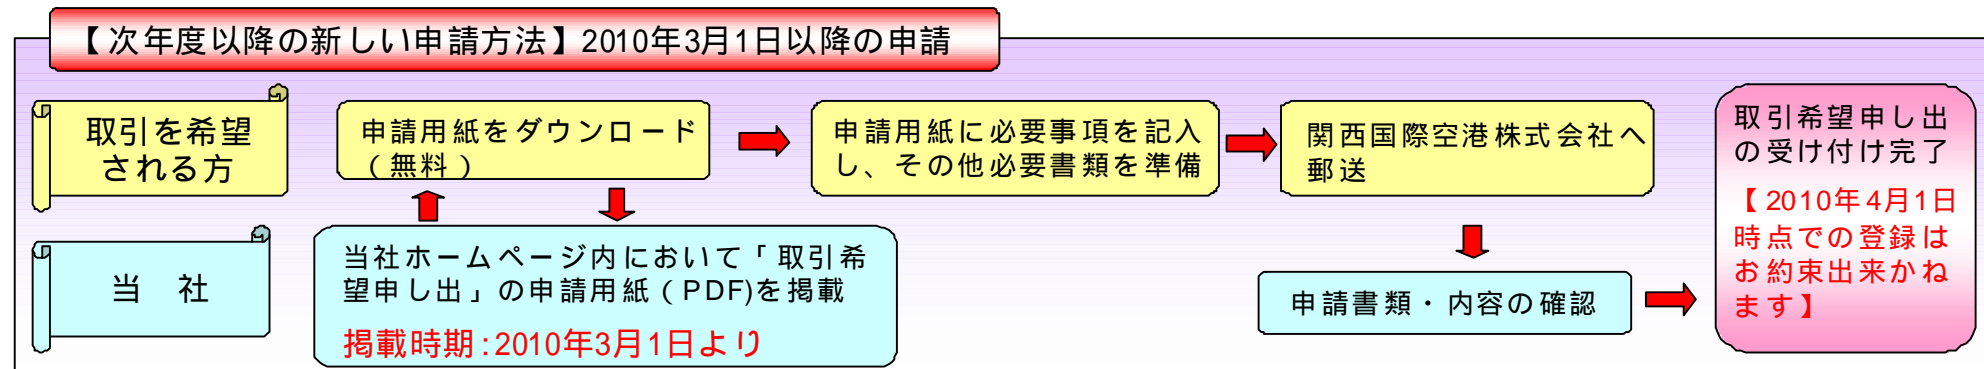 【次年度以降の新しい申請方法】2010年3月1日以降の申請
取引を希望
される方
申請用紙をダウンロード
（無料）
申請用紙に必要事項を記入
し、その他必要書類を準備
関西国際空港株式会社へ
郵送
取引希望申し出
の受け付け完了
【2010年4月1日
時点での登録は
お約束出来かね
ます】
当　社
当社ホームページ内において「取引希
望申し出」の申請用紙（PDF)を掲載
掲載時期:2010年3月1日より
申請書類・内容の確認